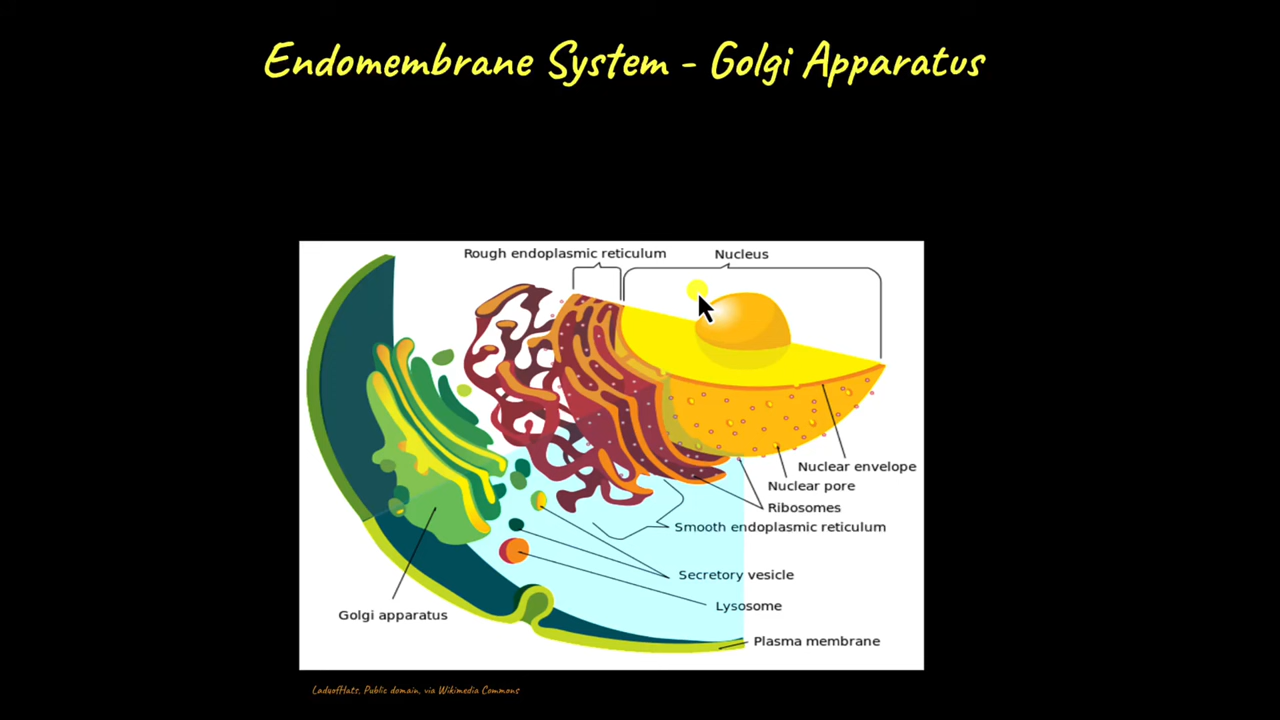 Endomembrane System - Golgi Apparatus
Rough endoplasmic reticulum
Nucleus
Nuclear envelope
Nuclear pore
Ribosomes
Smooth endoplasmic reticulum
Secretory vesicle
Lysosome
Golgi apparatus
Plasma membrane
LadyofHats, Public domain, via Wikimedia Commons